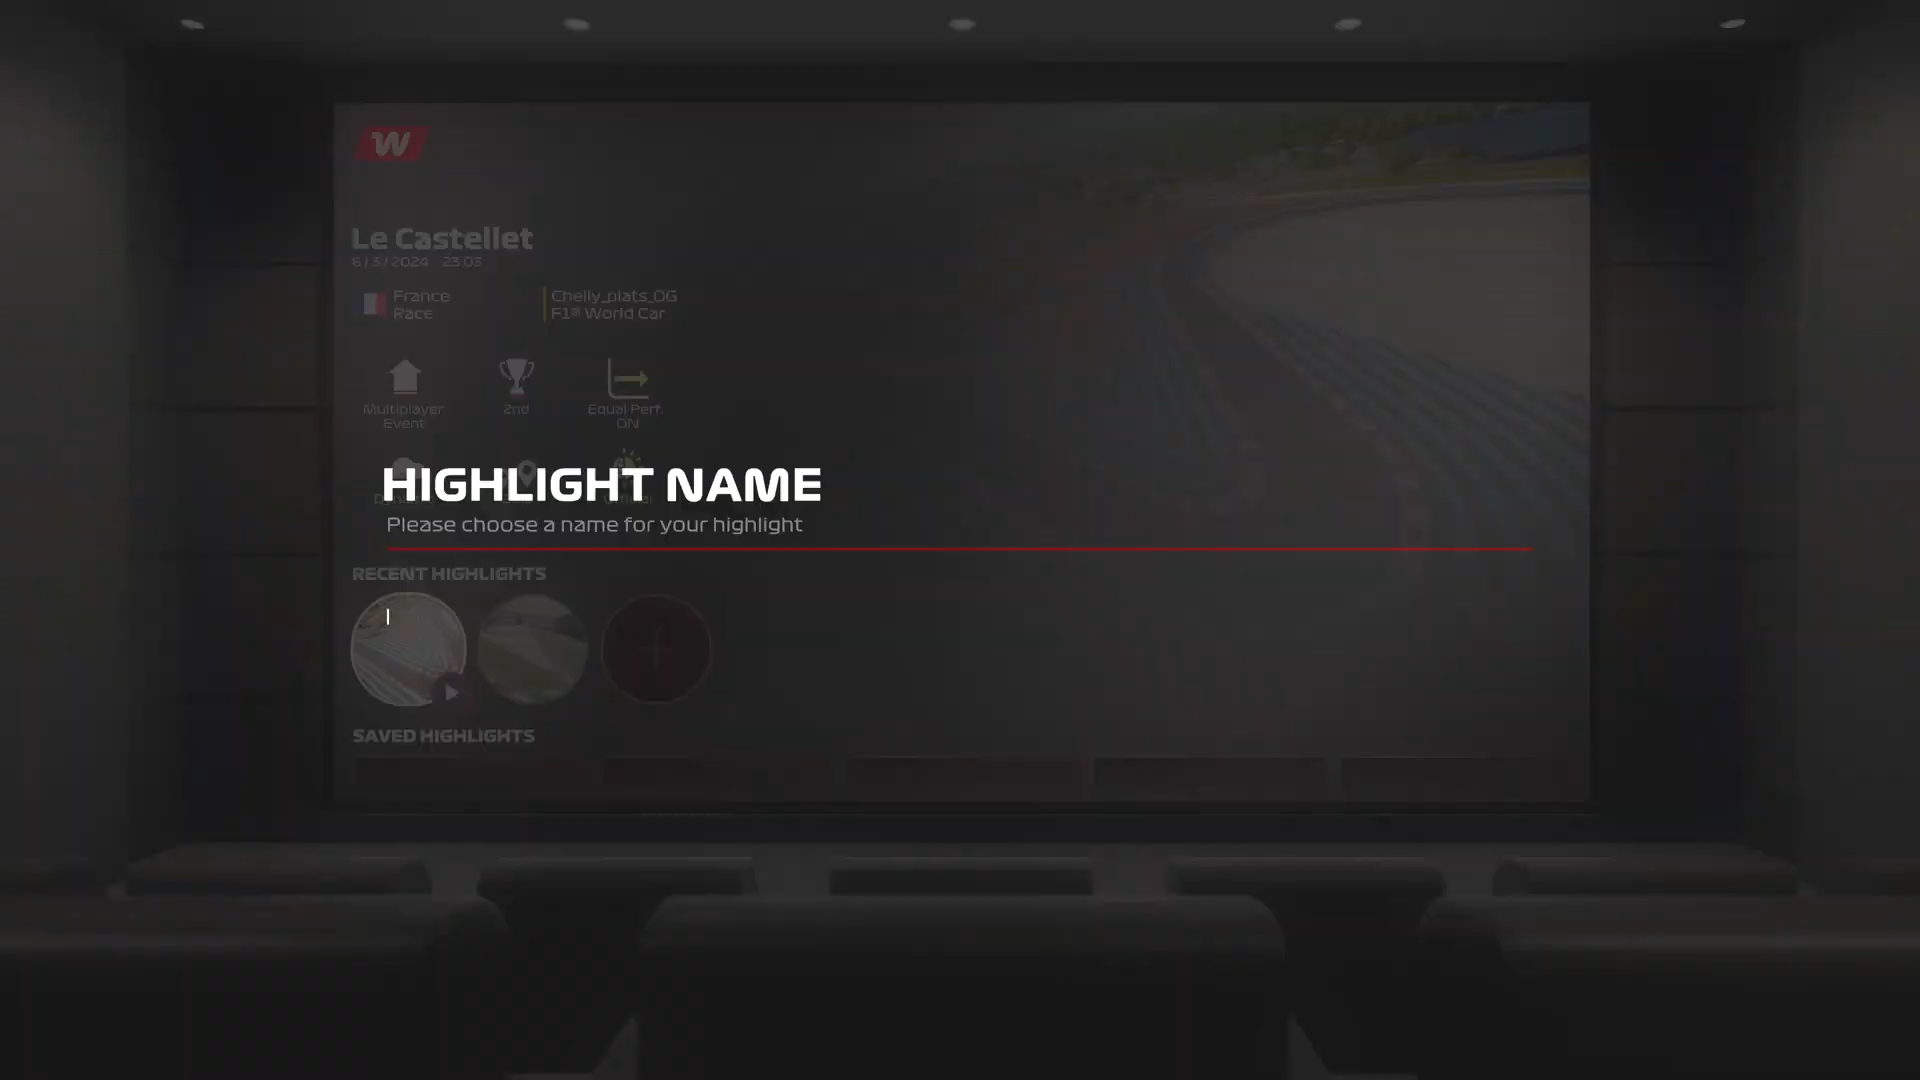 W
Le Castellet
6 / 3 / 2024 23:03
France
Race
Chelly_plats_OG
F1® World Car
Multiplayer
Event
2nd
Equal Perf.
ON
HIGHLIGHT NAME
Please choose a name for your highlight
RECENT HIGHLIGHTS
SAVED HIGHLIGHTS